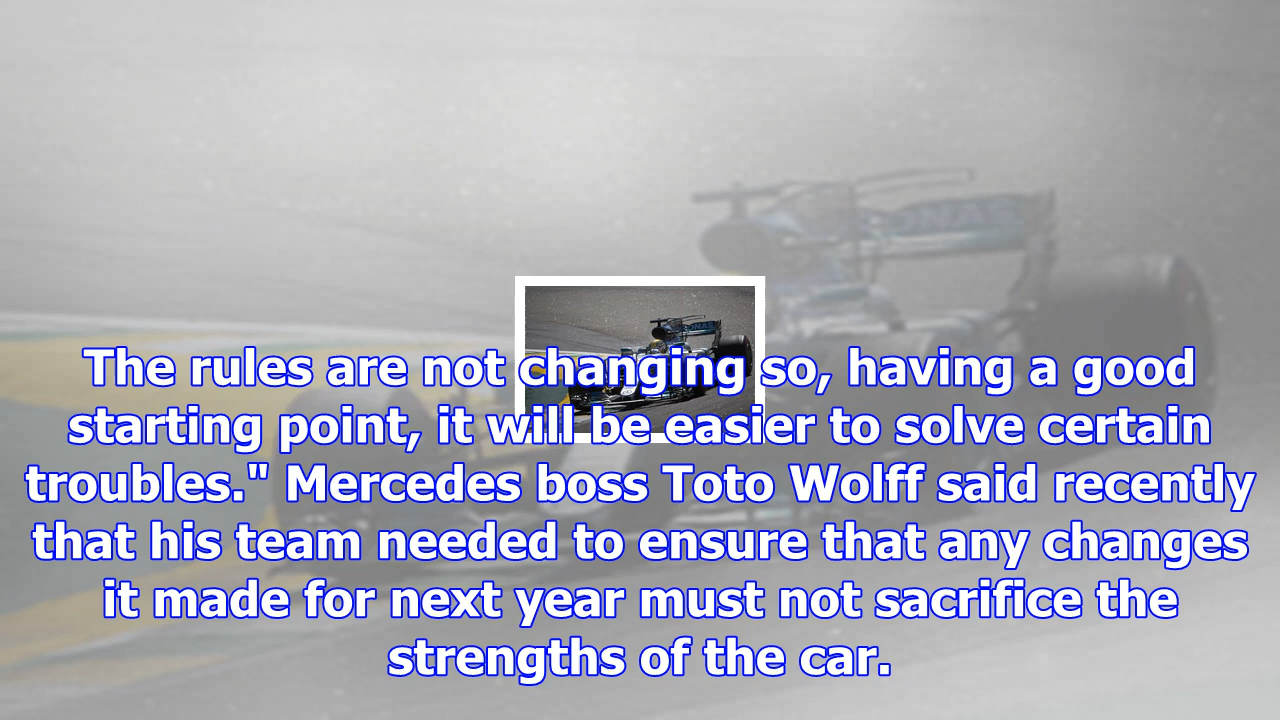 The rules are not changing so, having a good
starting point, it will be easier to solve certain
troubles." Mercedes boss Toto Wolff said recently
that his team needed to ensure that any changes
it made for next year must not sacrifice the
strengths of the car.